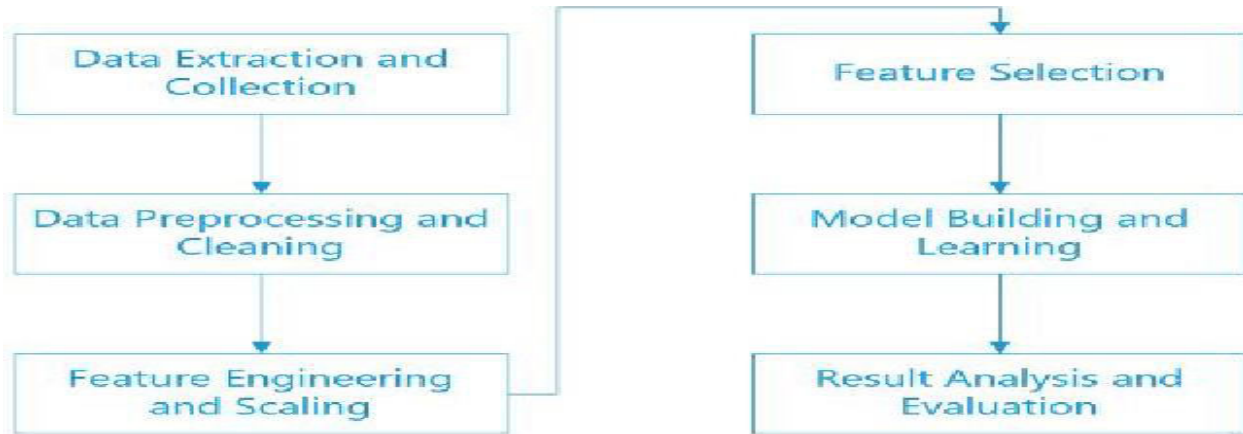 Data Extraction and
Collection
Data Preprocessing and
Cleaning
Feature Engineering
and Scaling
Feature Selection
Model Building and
Learning
Result Analysis and
Evaluation